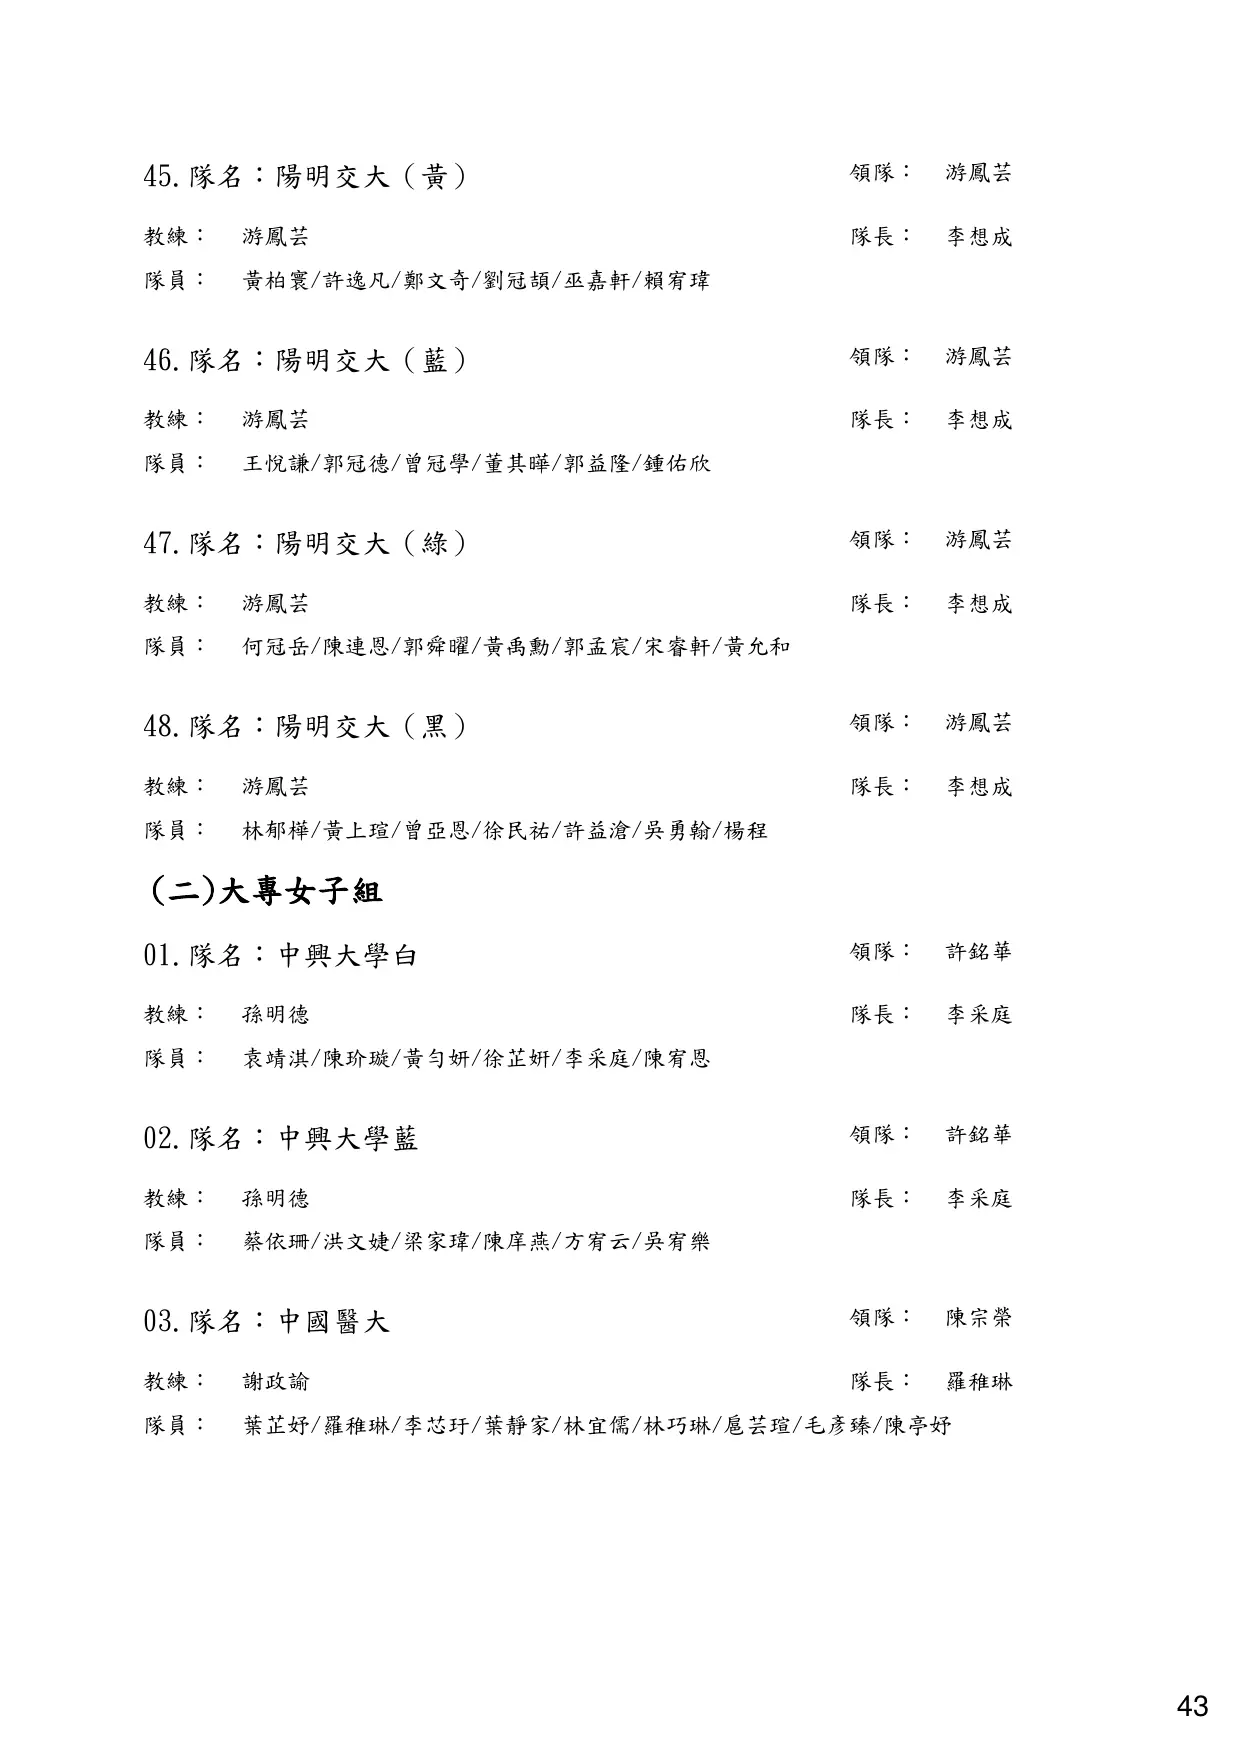 45.隊名：陽明交大（黃） 領隊： 游鳳芸
教練： 游鳳芸 隊長： 李想成
隊員： 黃柏寰/許逸凡/鄭文奇/劉冠頡/巫嘉軒/賴宥瑋
46.隊名：陽明交大（藍） 領隊： 游鳳芸
教練： 游鳳芸 隊長： 李想成
隊員： 王悅謙/郭冠德/曾冠學/董其曄/郭益隆/鍾佑欣
47.隊名：陽明交大（綠） 領隊： 游鳳芸
教練： 游鳳芸 隊長： 李想成
隊員： 何冠岳/陳連恩/郭舜曜/黃禹勳/郭孟宸/宋睿軒/黃允和
48.隊名：陽明交大（黑） 領隊： 游鳳芸
教練： 游鳳芸 隊長： 李想成
隊員： 林郁樺/黃上瑄/曾亞恩/徐民祐/許益滄/吳勇翰/楊程
(二)大專女子組
01.隊名：中興大學白 領隊： 許銘華
教練： 孫明德 隊長： 李采庭
隊員： 袁靖淇/陳玠璇/黃勻妍/徐芷姸/李采庭/陳宥恩
02.隊名：中興大學藍 領隊： 許銘華
教練： 孫明德 隊長： 李采庭
隊員： 蔡依珊/洪文婕/梁家瑋/陳庠燕/方宥云/吳宥樂
03.隊名：中國醫大 領隊： 陳宗榮
教練： 謝政諭 隊長： 羅稚琳
隊員： 葉芷妤/羅稚琳/李芯玗/葉靜家/林宜儒/林巧琳/扈芸瑄/毛彥臻/陳亭妤
43